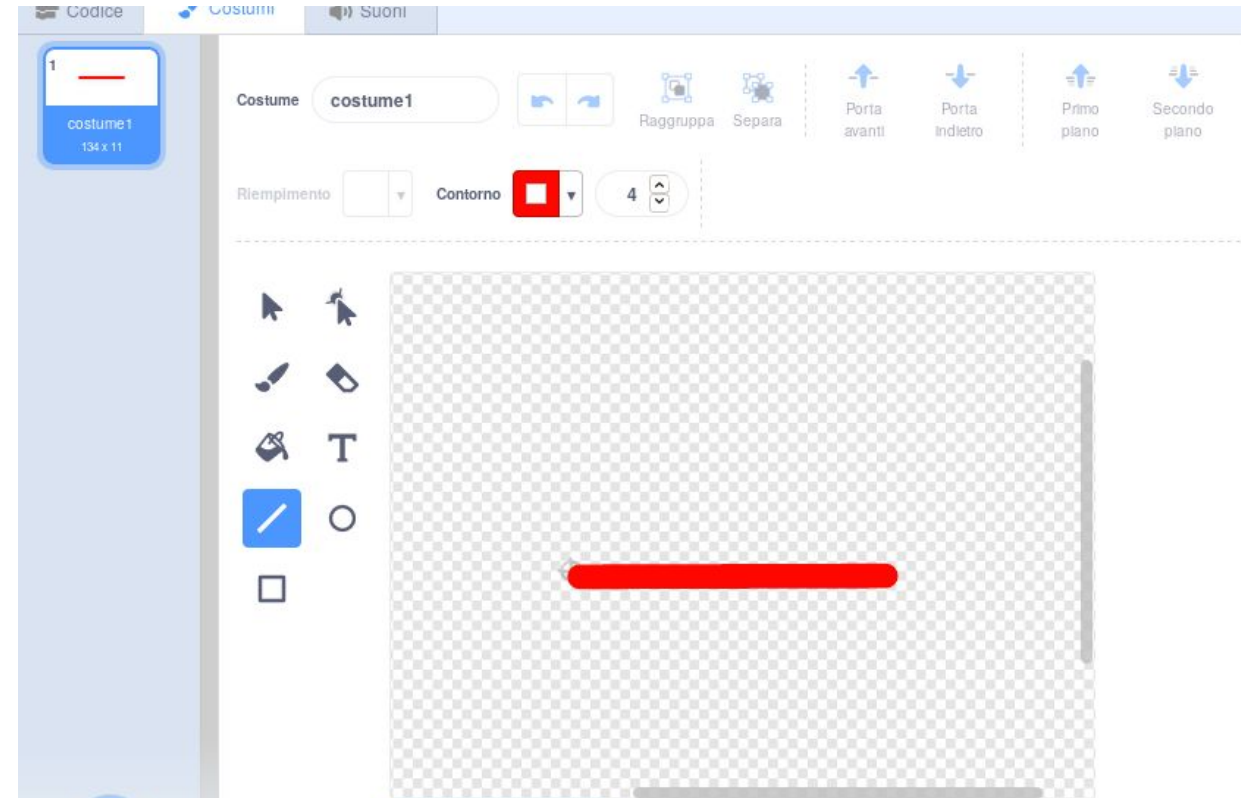 Codice Costumi Suoni
1
costume1
134 x 11
Costume costume1
Raggruppa Separa
Porta avanti
Porta indietro
Primo piano
Secondo piano
Riempimento Contorno 4
T